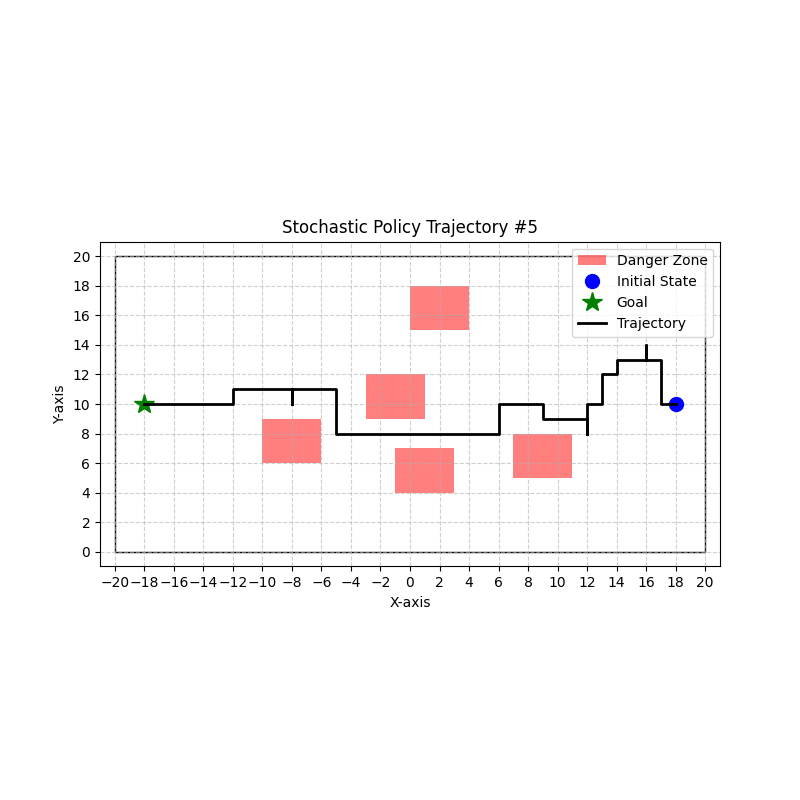 Stochastic Policy Trajectory #5
Danger Zone
Initial State
Goal
Trajectory
Y-axis
20
18
16
14
12
10
8
6
4
2
0
−20 −18 −16 −14 −12 −10 −8 −6 −4 −2 0 2 4 6 8 10 12 14 16 18 20
X-axis